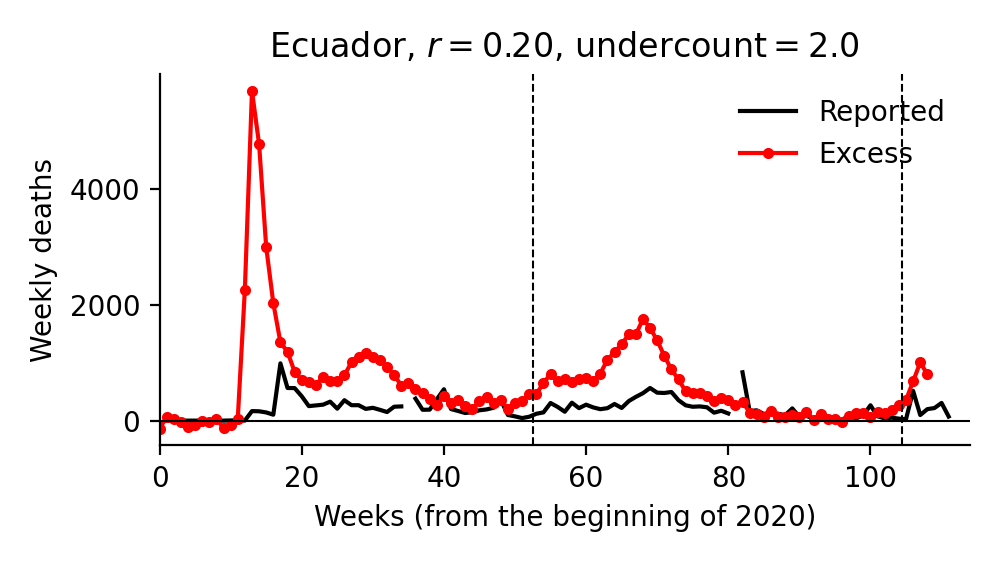 Ecuador, r = 0.20, undercount = 2.0
Reported
Excess
Weekly deaths
4000
2000
0
0 20 40 60 80 100
Weeks (from the beginning of 2020)